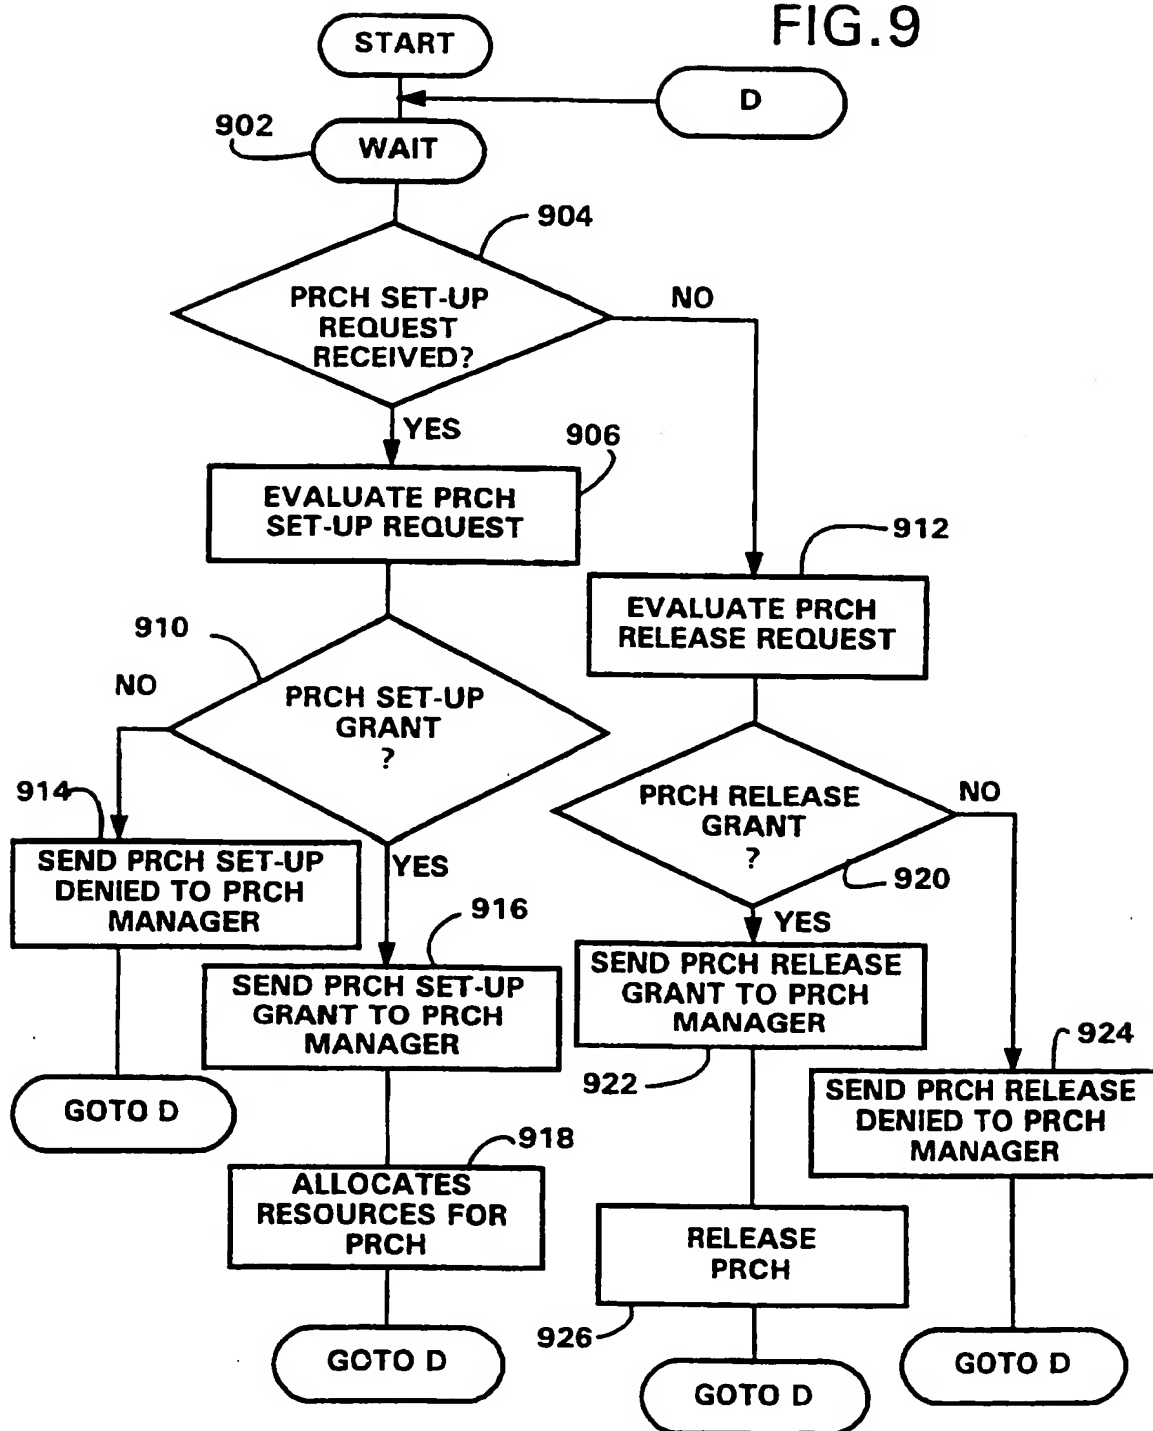 FIG.9
START
D
902
WAIT
904
PRCH SET-UP
REQUEST
RECEIVED?
NO
YES
906
EVALUATE PRCH
SET-UP REQUEST
912
EVALUATE PRCH
RELEASE REQUEST
910
NO
PRCH SET-UP
GRANT
?
914
SEND PRCH SET-UP
DENIED TO PRCH
MANAGER
GOTO D
YES
916
SEND PRCH SET-UP
GRANT TO PRCH
MANAGER
918
ALLOCATES
RESOURCES FOR
PRCH
GOTO D
PRCH RELEASE
GRANT
?
NO
920
YES
SEND PRCH RELEASE
GRANT TO PRCH
MANAGER
922
924
SEND PRCH RELEASE
DENIED TO PRCH
MANAGER
RELEASE
PRCH
926
GOTO D
GOTO D